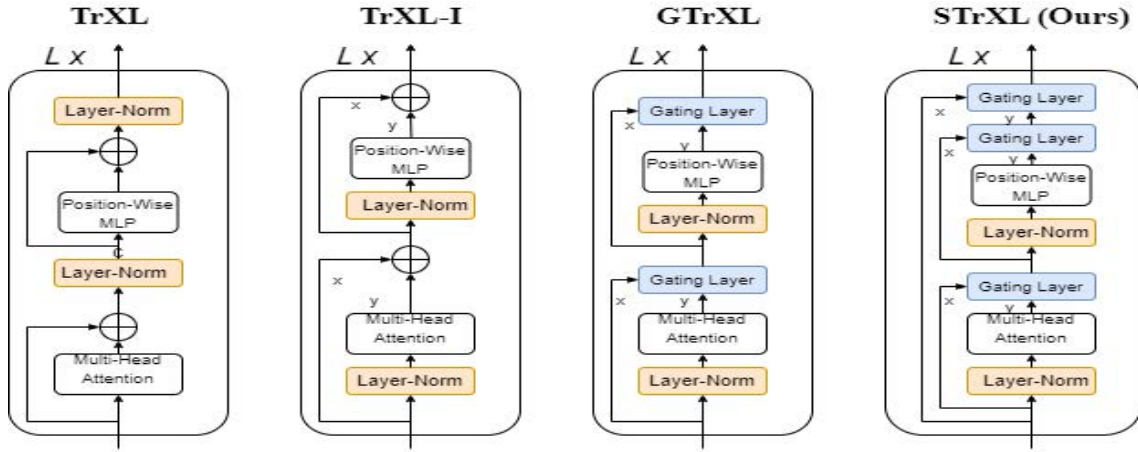 TrXL
L x
Layer-Norm
Position-Wise
MLP
C
Layer-Norm
Multi-Head
Attention
TrXL-I
L x
x
y
Position-Wise
MLP
Layer-Norm
x
y
Multi-Head
Attention
Layer-Norm
GTrXL
L x
Gating Layer
x
y
Position-Wise
MLP
Layer-Norm
Gating Layer
x
y
Multi-Head
Attention
Layer-Norm
STrXL (Ours)
L x
Gating Layer
x
y
Gating Layer
x
y
Position-Wise
MLP
Layer-Norm
Gating Layer
x
y
Multi-Head
Attention
Layer-Norm